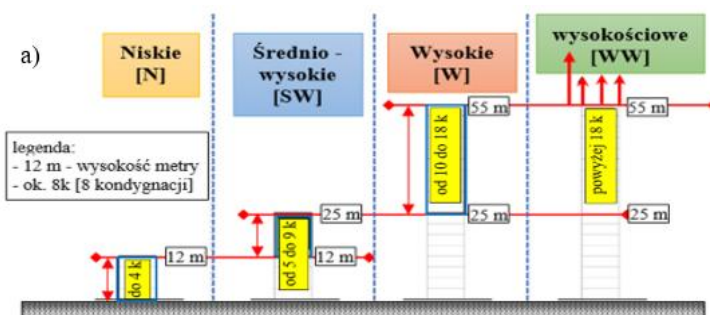 a)
Niskie
[N]
Średnio -
wysokie
[SW]
Wysokie
[W]
wysokościowe
[WW]
legenda:
- 12 m - wysokość metry
- ok. 8k [8 kondygnacji]
55 m
55 m
od 10 do 18 k
powyżej 18 k
25 m
25 m
25 m
od 5 do 9 k
12 m
12 m
do 4 k